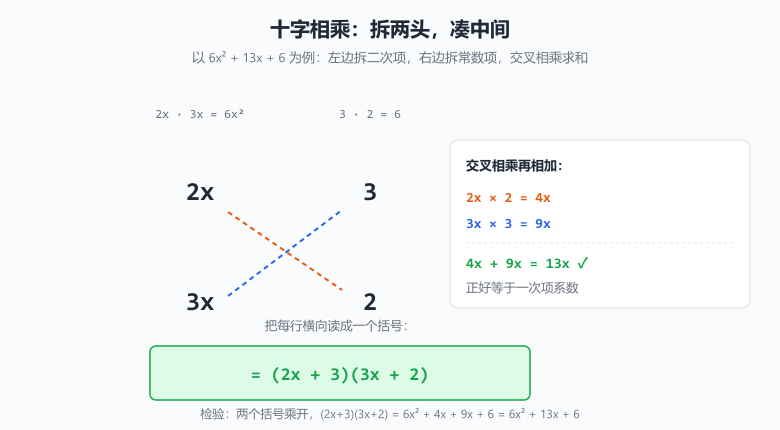 十字相乘：拆两头，凑中间
以 6x² + 13x + 6 为例：左边拆二次项，右边拆常数项，交叉相乘求和
2x · 3x = 6x²
3 · 2 = 6
交叉相乘再相加：
2x × 2 = 4x
3x × 3 = 9x
4x + 9x = 13x ✓
正好等于一次项系数
2x
3
3x
2
把每行横向读成一个括号：
= (2x + 3)(3x + 2)
检验：两个括号乘开，(2x+3)(3x+2) = 6x² + 4x + 9x + 6 = 6x² + 13x + 6